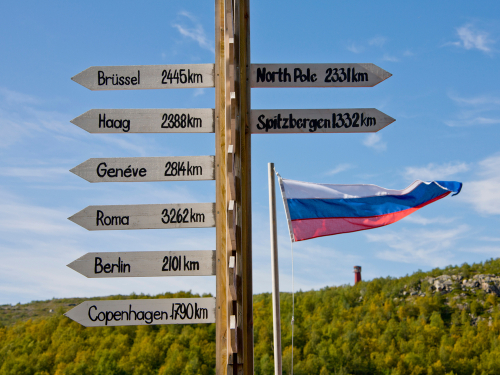 Brüssel 2445km
North Pole 2331km
Haag 2388km
Spitzbergen 1332km
Genéve 2814km
Roma 3262km
Berlin 2101km
Copenhagen 1790km